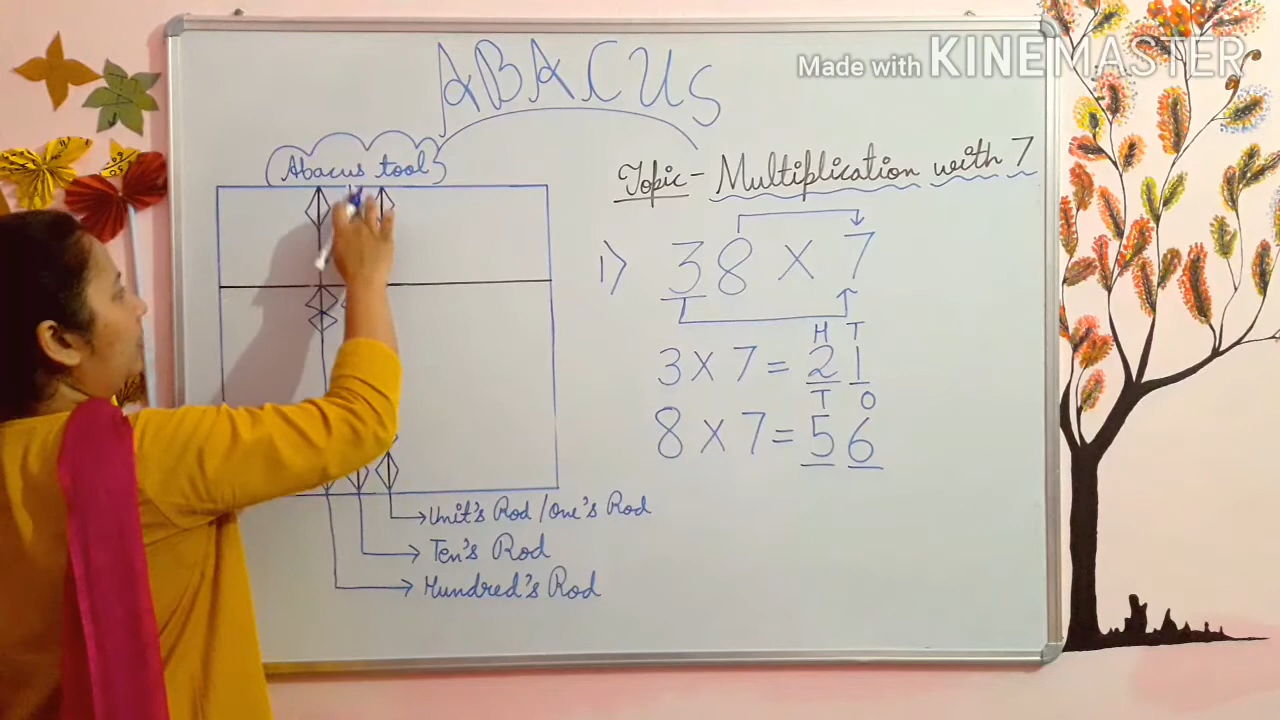 ABACUS
Made with KINEMASTER
Abacus tool
Topic - Multiplication with 7
1) 38 × 7
H T
3 × 7 = 21
T O
8 × 7 = 56
Unit's Rod / One's Rod
Ten's Rod
Hundred's Rod